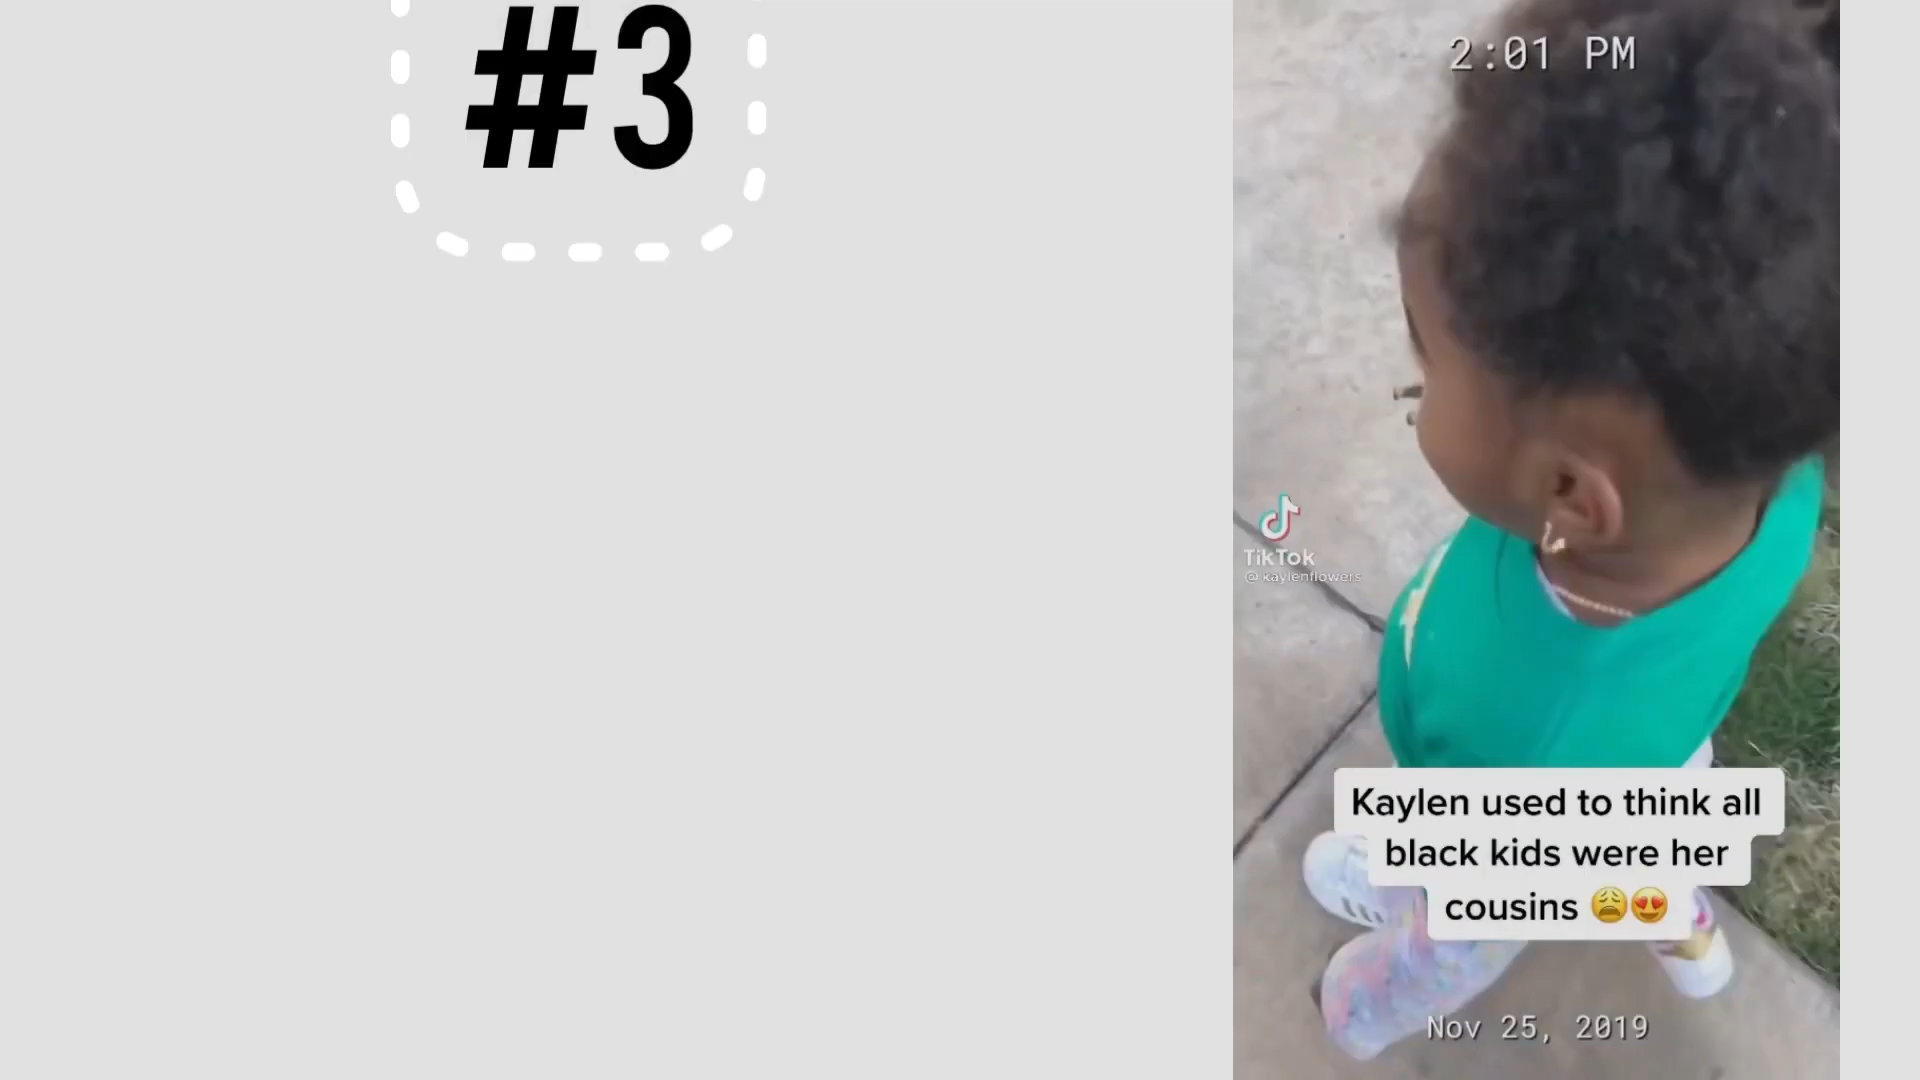 #3
2:01 PM
TikTok
@kaylenflowers
Kaylen used to think all
black kids were her
cousins 😩😍
Nov 25, 2019